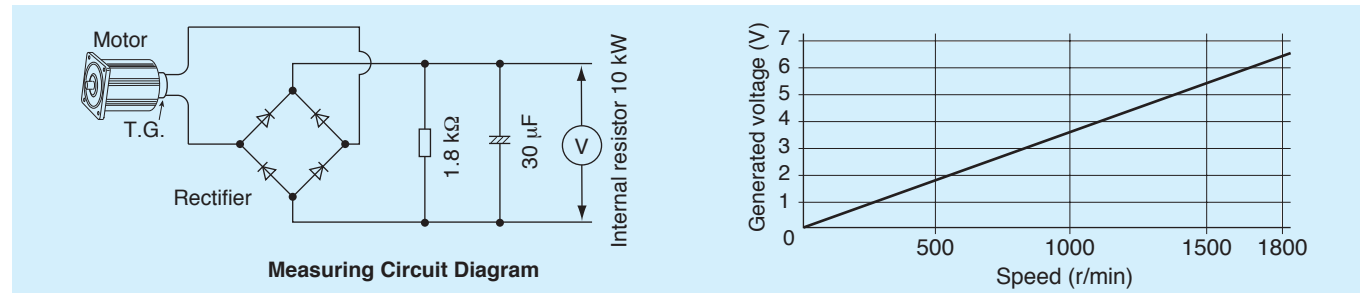 Motor
T.G.
Rectifier
1.8 kΩ
30 µF
V
Internal resistor 10 kW
Measuring Circuit Diagram
Generated voltage (V)
7
6
5
4
3
2
1
0
500 1000 1500 1800
Speed (r/min)